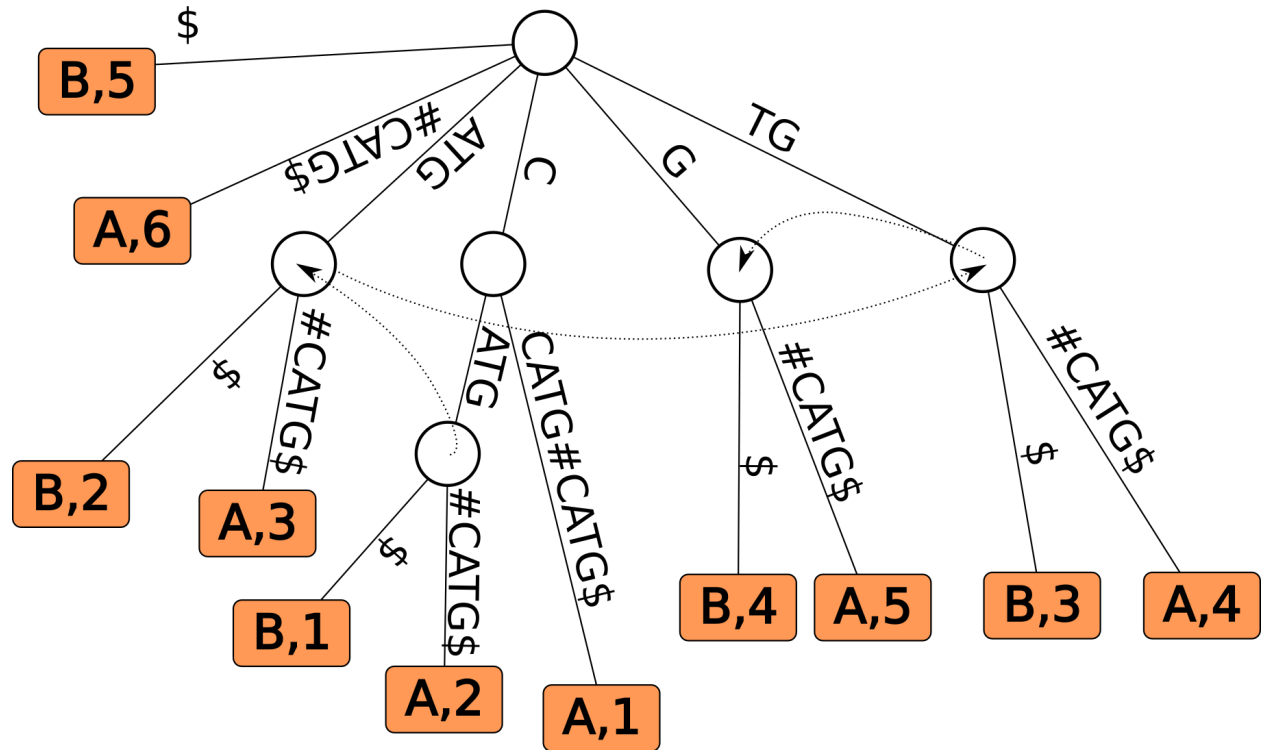 $
B,5
#CATG$
A,6
ATG
C
G
TG
$
B,2
#CATG$
A,3
ATG
$
B,1
#CATG$
A,2
CATG#CATG$
A,1
$
B,4
#CATG$
A,5
$
B,3
#CATG$
A,4